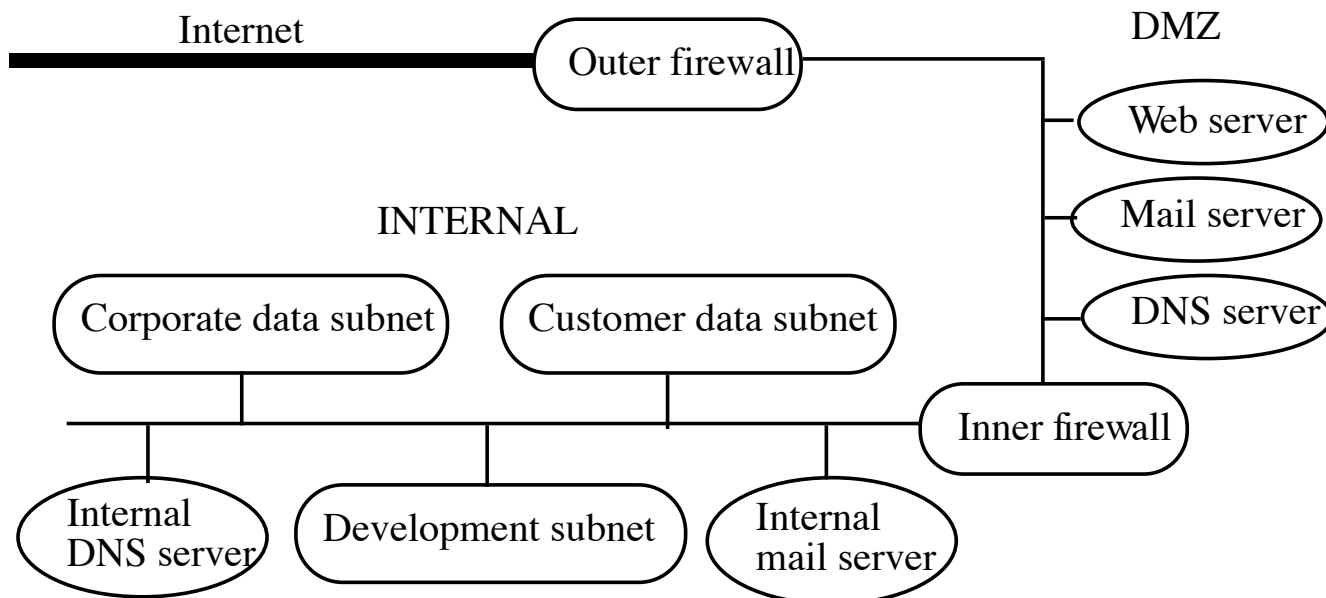 Internet
Outer firewall
DMZ
Web server
Mail server
DNS server
INTERNAL
Corporate data subnet
Customer data subnet
Inner firewall
Internal
DNS server
Development subnet
Internal
mail server